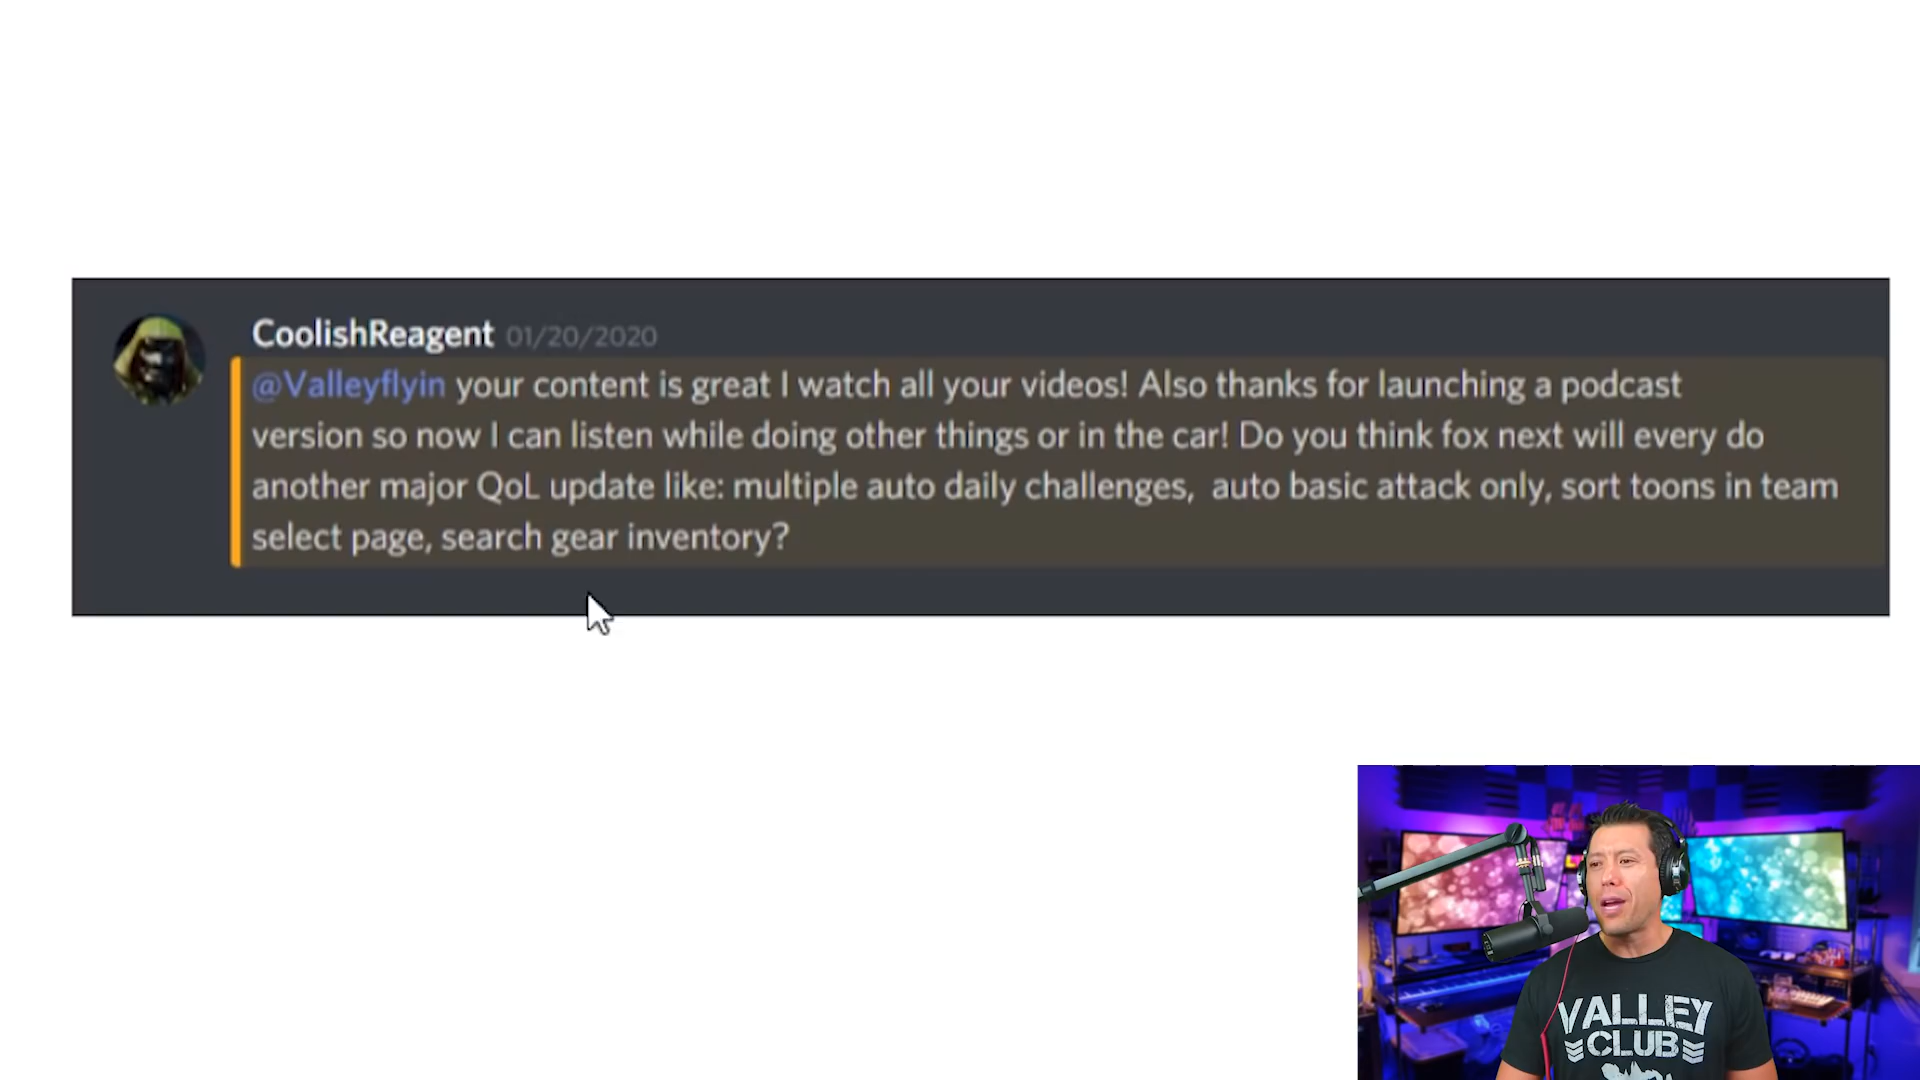 CoolishReagent 01/20/2020
@Valleyflyin your content is great I watch all your videos! Also thanks for launching a podcast
version so now I can listen while doing other things or in the car! Do you think fox next will every do
another major QoL update like: multiple auto daily challenges, auto basic attack only, sort toons in team
select page, search gear inventory?
VALLEY
CLUB